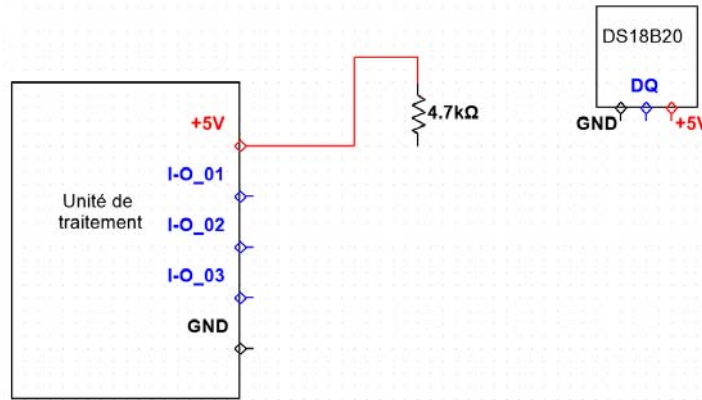 DS18B20
DQ
GND
+5V
4.7kΩ
+5V
I-O_01
Unité de
traitement
I-O_02
I-O_03
GND